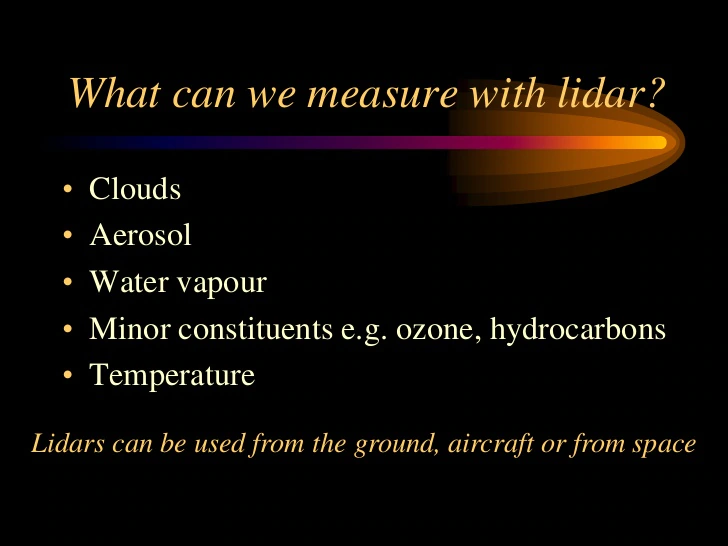 What can we measure with lidar?
• Clouds
• Aerosol
• Water vapour
• Minor constituents e.g. ozone, hydrocarbons
• Temperature
Lidars can be used from the ground, aircraft or from space